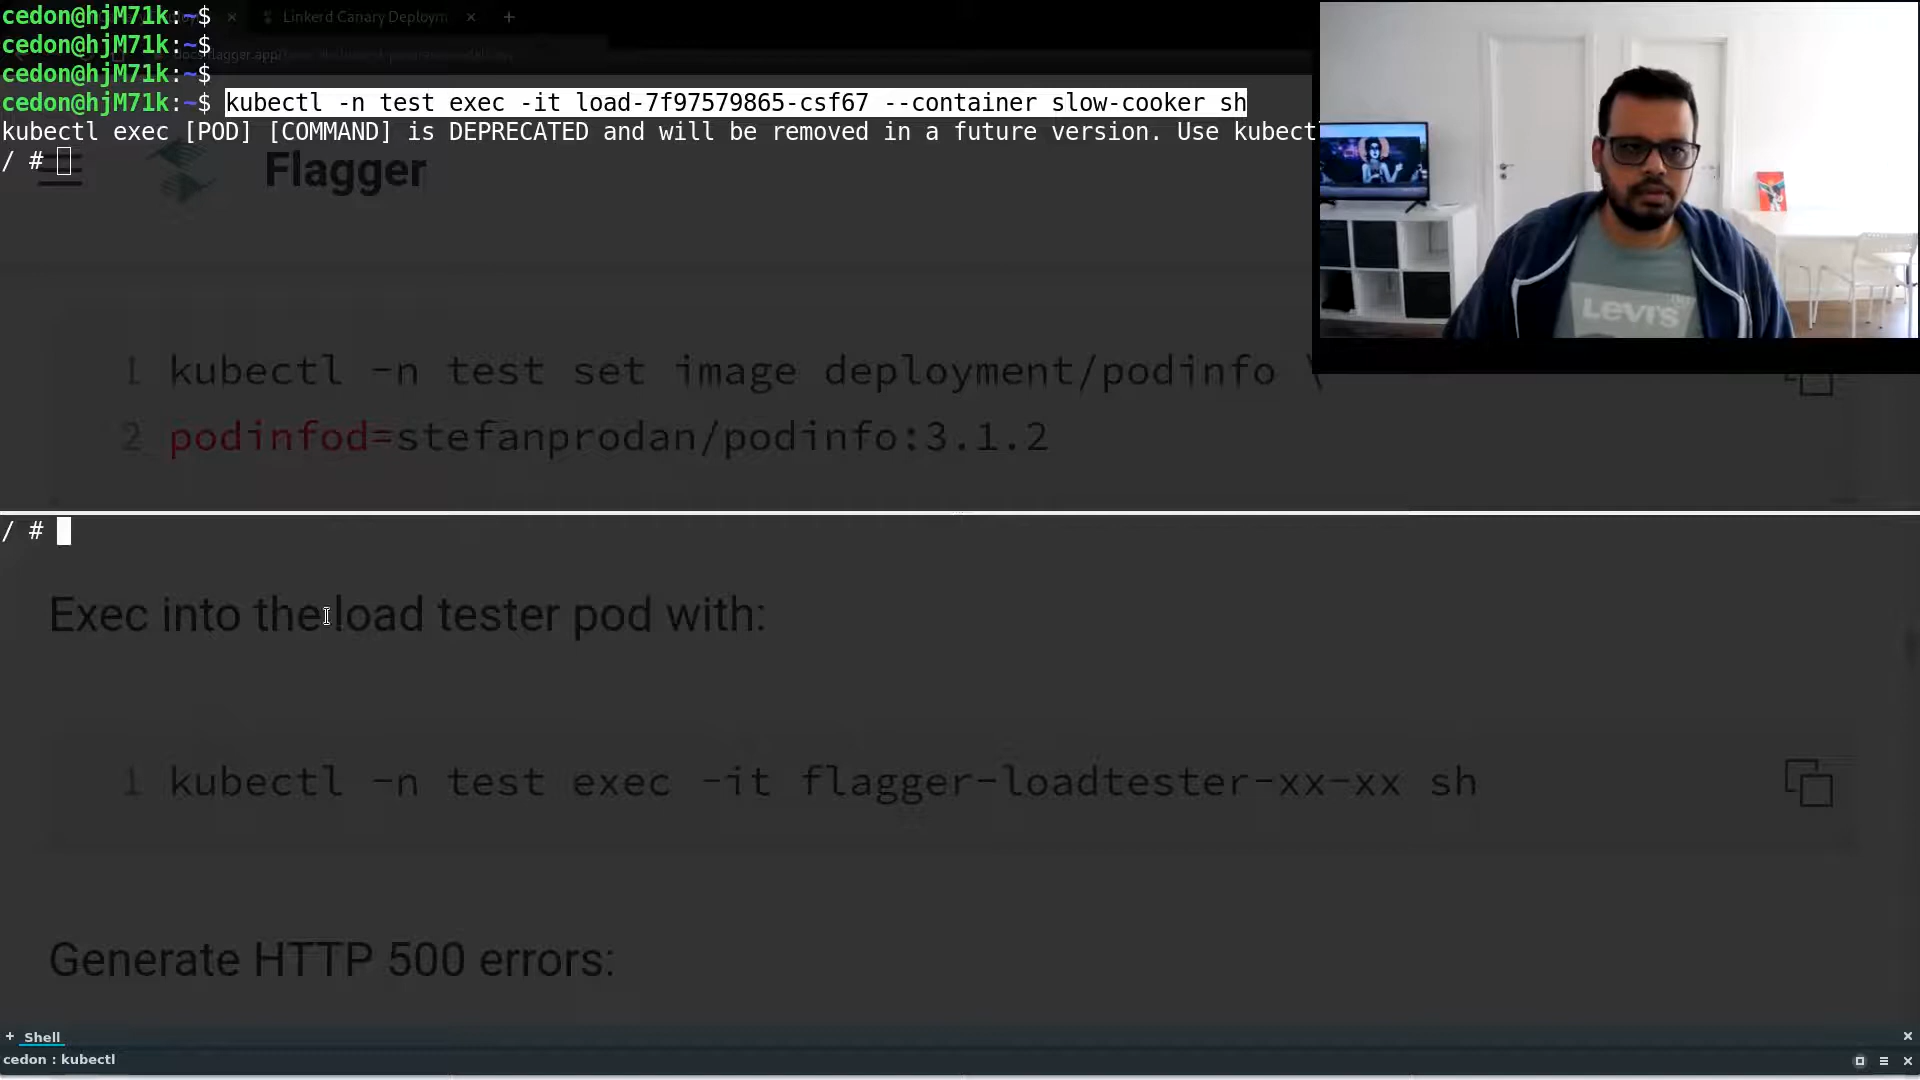 Linkerd Canary Deploym
cedon@hjM71k:~$
cedon@hjM71k:~$
cedon@hjM71k:~$
cedon@hjM71k:~$ kubectl -n test exec -it load-7f97579865-csf67 --container slow-cooker sh
kubectl exec [POD] [COMMAND] is DEPRECATED and will be removed in a future version. Use kubectl
/ #
Flagger
1 kubectl -n test set image deployment/podinfo \
2 podinfod=stefanprodan/podinfo:3.1.2
LEVI'S
/ #
Exec into the load tester pod with:
1 kubectl -n test exec -it flagger-loadtester-xx-xx sh
Generate HTTP 500 errors:
+ Shell
cedon : kubectl